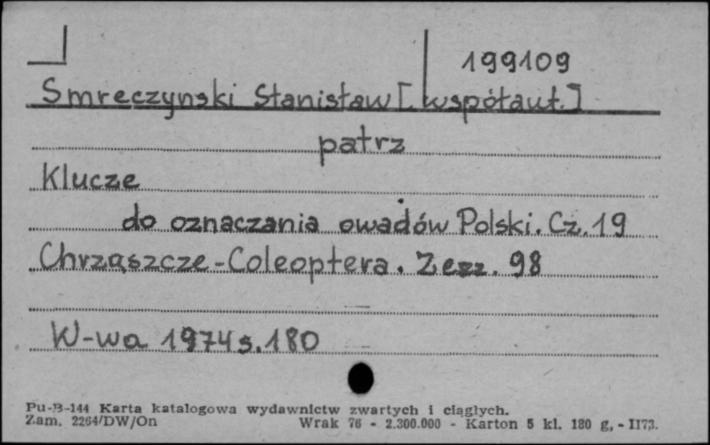 199109
Smreczyński Stanisław [współaut.]
patrz
Klucze
do oznaczania owadów Polski. Cz. 19
Chrząszcze - Coleoptera. Zesz. 98
W-wa 1974 s. 180
Pu-B-144 Karta katalogowa wydawnictw zwartych i ciągłych.
Zam. 2264/DW/On Wrak 76 - 2.300.000 - Karton 5 kl. 180 g, - II73.